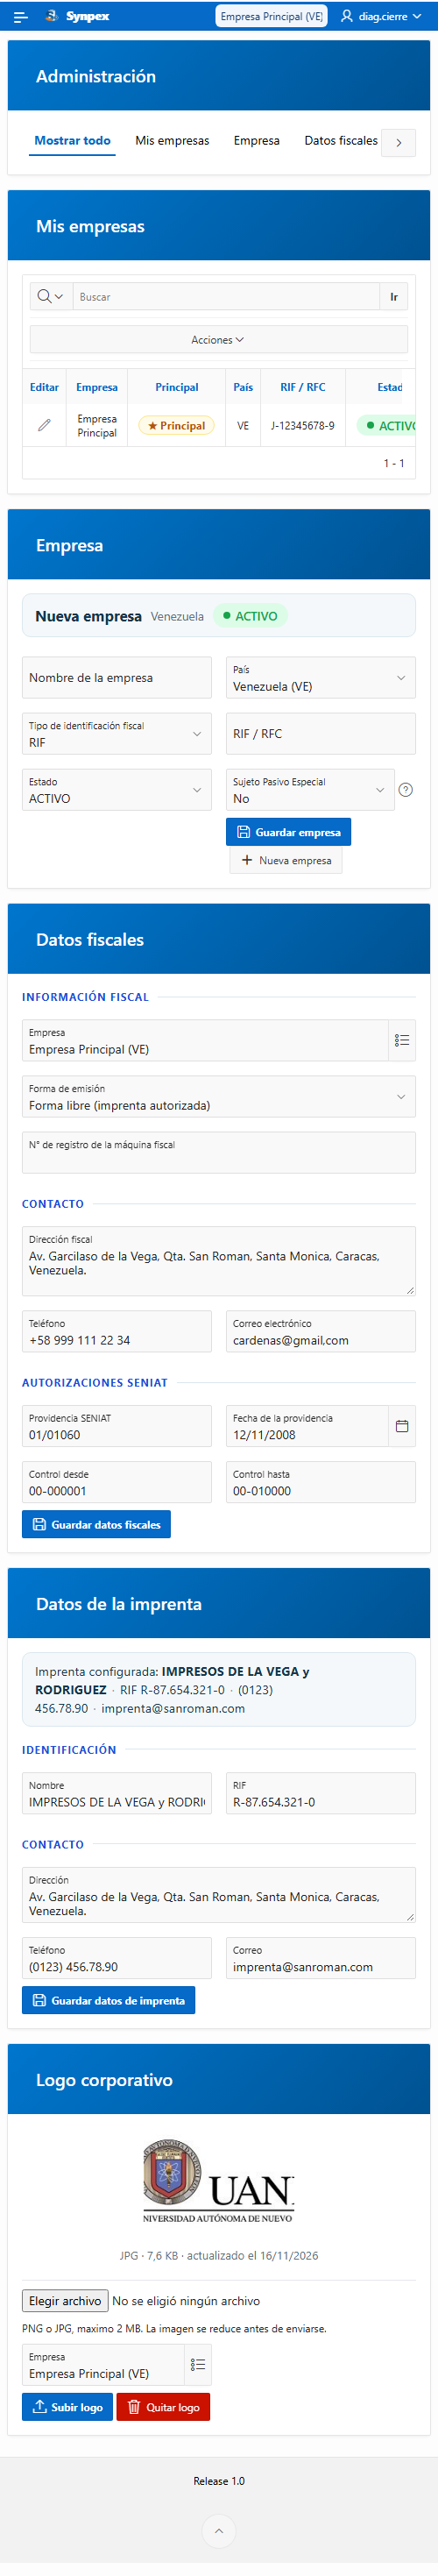 Synpex
Empresa Principal (VE)
diag.cierre
Administración
Mostrar todo
Mis empresas
Empresa
Datos fiscales
Mis empresas
Buscar
Ir
Acciones
Editar
Empresa
Principal
País
RIF / RFC
Estad
Empresa
Principal
★ Principal
VE
J-12345678-9
ACTIVO
1 - 1
Empresa
Nueva empresa Venezuela ACTIVO
Nombre de la empresa
País
Venezuela (VE)
Tipo de identificación fiscal
RIF
RIF / RFC
Estado
ACTIVO
Sujeto Pasivo Especial
No
Guardar empresa
Nueva empresa
Datos fiscales
INFORMACIÓN FISCAL
Empresa
Empresa Principal (VE)
Forma de emisión
Forma libre (imprenta autorizada)
N° de registro de la máquina fiscal
CONTACTO
Dirección fiscal
Av. Garcilaso de la Vega, Qta. San Roman, Santa Monica, Caracas,
Venezuela.
Teléfono
+58 999 111 22 34
Correo electrónico
cardenas@gmail,com
AUTORIZACIONES SENIAT
Providencia SENIAT
01/01060
Fecha de la providencia
12/11/2008
Control desde
00-000001
Control hasta
00-010000
Guardar datos fiscales
Datos de la imprenta
Imprenta configurada: IMPRESOS DE LA VEGA y
RODRIGUEZ · RIF R-87.654.321-0 · (0123)
456.78.90 · imprenta@sanroman.com
IDENTIFICACIÓN
Nombre
IMPRESOS DE LA VEGA y RODRI
RIF
R-87.654.321-0
CONTACTO
Dirección
Av. Garcilaso de la Vega, Qta. San Roman, Santa Monica, Caracas,
Venezuela.
Teléfono
(0123) 456.78.90
Correo
imprenta@sanroman.com
Guardar datos de imprenta
Logo corporativo
UAN
NIVERSIDAD AUTÓNOMA DE NUEVO
JPG · 7,6 KB · actualizado el 16/11/2026
Elegir archivo No se eligió ningún archivo
PNG o JPG, maximo 2 MB. La imagen se reduce antes de enviarse.
Empresa
Empresa Principal (VE)
Subir logo
Quitar logo
Release 1.0